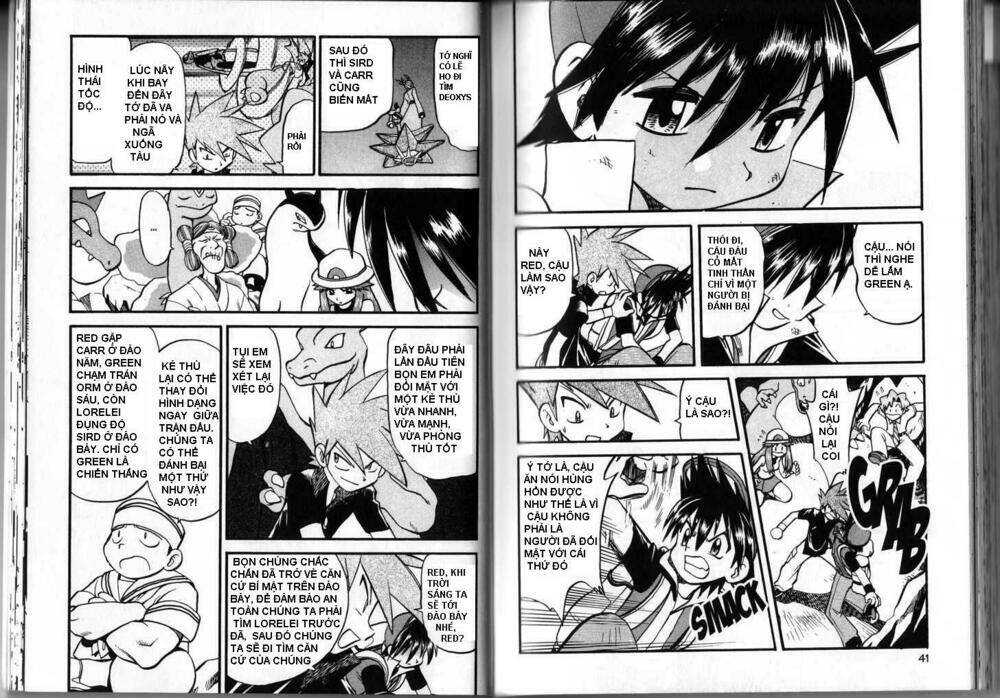 HÌNH
THÁI
TỐC
ĐỘ...
LÚC NÃY
KHI BAY
ĐẾN ĐÂY
TỚ ĐÃ VA
PHẢI NÓ VÀ
NGÃ
XUỐNG
TÀU
PHẢI
RỒI
SAU ĐÓ
THÌ SIRD
VÀ CARR
CŨNG
BIẾN MẤT
TỚ NGHĨ
CÓ LẼ
HỌ ĐI
TÌM
DEOXYS
...
RED GẶP
CARR Ở ĐẢO
NĂM, GREEN
CHẠM TRÁN
ORM Ở ĐẢO
SÁU, CÒN
LORELEI
ĐỤNG ĐỘ
SIRD Ở ĐẢO
BẢY. CHỈ CÓ
GREEN LÀ
CHIẾN THẮNG
KẺ THÙ
LẠI CÓ THỂ
THAY ĐỔI
HÌNH DẠNG
NGAY GIỮA
TRẬN ĐẤU. CHÚNG
TA CÓ THỂ
ĐÁNH BẠI
MỘT THỨ
NHƯ VẬY
SAO?!
TỤI EM
SẼ XEM
XÉT LẠI
VIỆC ĐÓ
ĐÂY ĐÂU PHẢI
LẦN ĐẦU TIÊN
BỌN EM PHẢI
ĐỐI MẶT VỚI
MỘT KẺ THÙ
VỪA NHANH,
VỪA MẠNH,
VỪA PHÒNG
THỦ TỐT
BỌN CHÚNG CHẮC
CHẮN ĐÃ TRỞ VỀ CĂN
CỨ BÍ MẬT TRÊN ĐẢO
BẢY, ĐỂ ĐẢM BẢO AN
TOÀN CHÚNG TA PHẢI
TÌM LORELEI TRƯỚC
ĐÃ, SAU ĐÓ CHÚNG
TA SẼ ĐI TÌM CĂN
CỨ CỦA CHÚNG
RED, KHI
TRỜI
SÁNG TA
SẼ TỚI
ĐẢO BẢY
NHÉ,
RED?
NÀY
RED, CẬU
LÀM SAO
VẬY?
THÔI ĐI,
CẬU ĐÂU
CÓ MẤT
TINH THẦN
CHỈ VÌ MỘT
NGƯỜI BỊ
ĐÁNH BẠI
CẬU... NÓI
THÌ NGHE
DỄ LẮM
GREEN Ạ.
Ý CẬU
LÀ SAO?!
Ý TỚ LÀ, CẬU
ĂN NÓI HÙNG
HỒN ĐƯỢC
NHƯ THẾ LÀ VÌ
CẬU KHÔNG
PHẢI LÀ
NGƯỜI ĐÃ ĐỐI
MẶT VỚI CÁI
THỨ ĐÓ
SMACK
CÁI
GÌ?!
CẬU
NÓI
LẠI
COI
GRAB
41